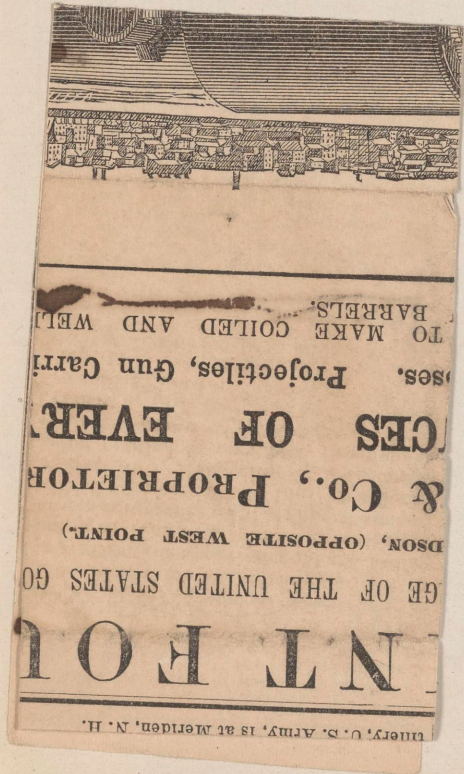 tillery, U. S. Army, is at Meriden, N. H.
NT FOU
GE OF THE UNITED STATES GO
DSON, (OPPOSITE WEST POINT.)
& Co., PROPRIETOR
CES OF EVERY
ses. Projectiles, Gun Carri
TO MAKE COILED AND WEL
BARRELS.